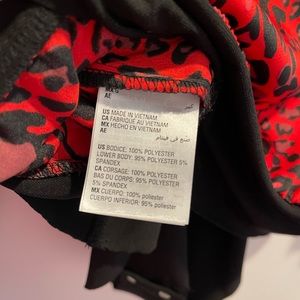 AE
US MADE IN VIETNAM
CA FABRIQUÉ AU VIETNAM
MX HECHO EN VIETNAM
AE صنع في فيتنام
US BODICE: 100% POLYESTER
LOWER BODY: 95% POLYESTER 5%
SPANDEX
CA CORSAGE: 100% POLYESTER
BAS DU CORPS: 95% POLYESTER
5% SPANDEX
MX CUERPO: 100% poliester
CUERPO INFERIOR: 95% poliester